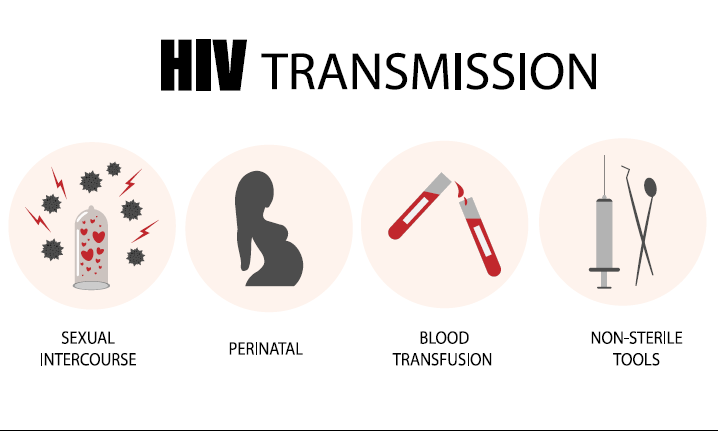 HIV TRANSMISSION
SEXUAL
INTERCOURSE
PERINATAL
BLOOD
TRANSFUSION
NON-STERILE
TOOLS